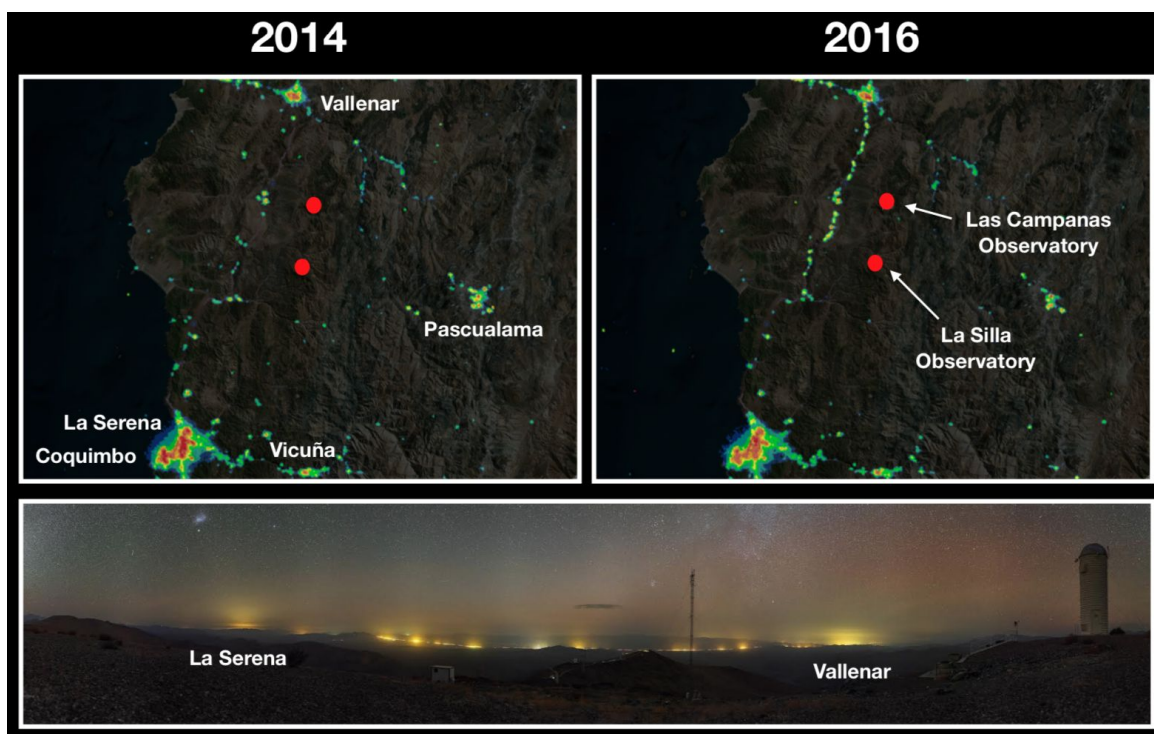 2014
2016
Vallenar
Pascualama
La Serena
Coquimbo
Vicuña
Las Campanas
Observatory
La Silla
Observatory
La Serena
Vallenar